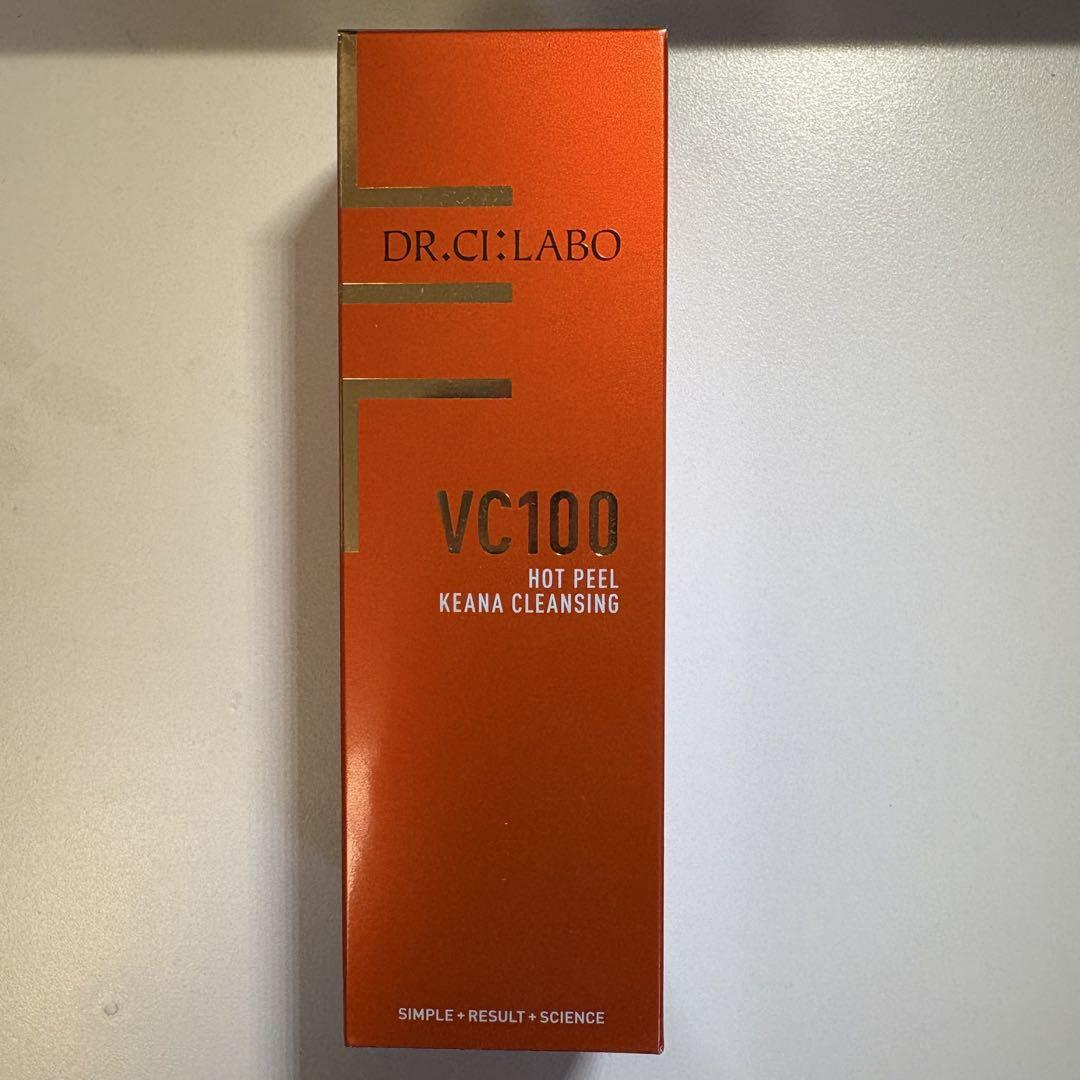 DR.CI:LABO
VC100
HOT PEEL
KEANA CLEANSING
SIMPLE + RESULT + SCIENCE